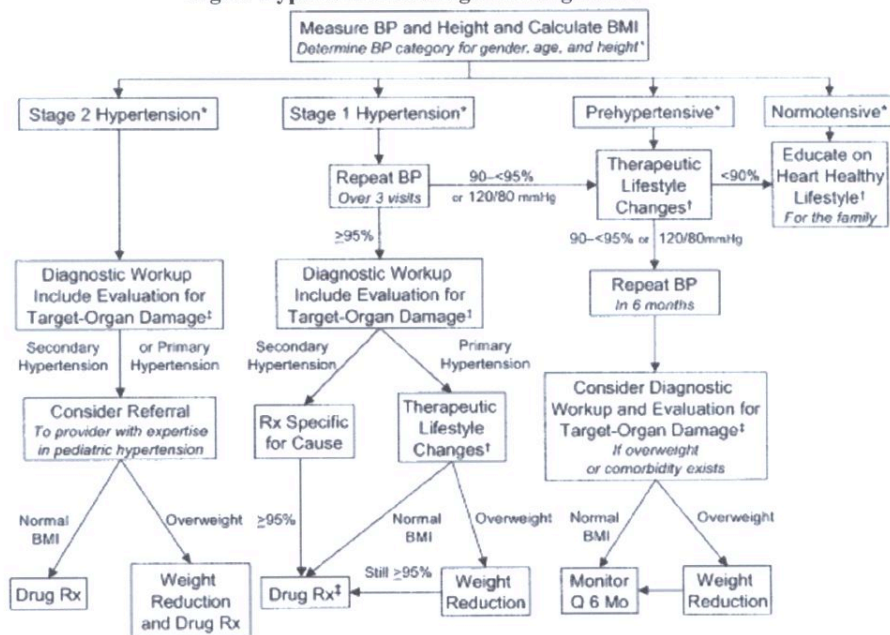 Measure BP and Height and Calculate BMI
Determine BP category for gender, age, and height*
Stage 2 Hypertension*
Stage 1 Hypertension*
Prehypertensive*
Normotensive*
Repeat BP
Over 3 visits
90–<95%
or 120/80 mmHg
Therapeutic
Lifestyle
Changes†
<90%
Educate on
Heart Healthy
Lifestyle†
For the family
≥95%
90–<95% or 120/80mmHg
Diagnostic Workup
Include Evaluation for
Target-Organ Damage‡
Diagnostic Workup
Include Evaluation for
Target-Organ Damage‡
Repeat BP
In 6 months
Secondary
Hypertension
or Primary
Hypertension
Secondary
Hypertension
Primary
Hypertension
Consider Referral
To provider with expertise
in pediatric hypertension
Rx Specific
for Cause
Therapeutic
Lifestyle
Changes†
Consider Diagnostic
Workup and Evaluation for
Target-Organ Damage‡
If overweight
or comorbidity exists
Normal
BMI
Overweight
≥95%
Normal
BMI
Overweight
Normal
BMI
Overweight
Drug Rx
Weight
Reduction
and Drug Rx
Drug Rx‡
Still ≥95%
Weight
Reduction
Monitor
Q 6 Mo
Weight
Reduction